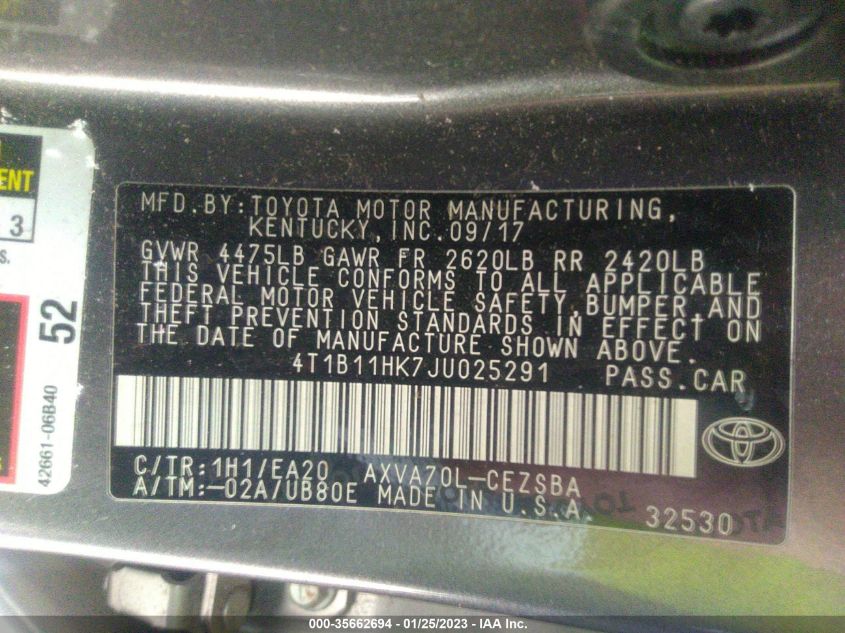 ENT
3
s.
52
42661-06B40
MFD.BY:TOYOTA MOTOR MANUFACTURING,
KENTUCKY,INC.09/17
GVWR 4475LB GAWR FR 2620LB RR 2420LB
THIS VEHICLE CONFORMS TO ALL APPLICABLE
FEDERAL MOTOR VEHICLE SAFETY,BUMPER,AND
THEFT PREVENTION STANDARDS IN EFFECT ON
THE DATE OF MANUFACTURE SHOWN ABOVE.
4T1B11HK7JU025291 PASS.CAR
C/TR:1H1/EA20 AXVA70L-CEZSBA
A/TM:-02A/UB80E MADE IN U.S.A. 32530
000-35662694 - 01/25/2023 - IAA Inc.